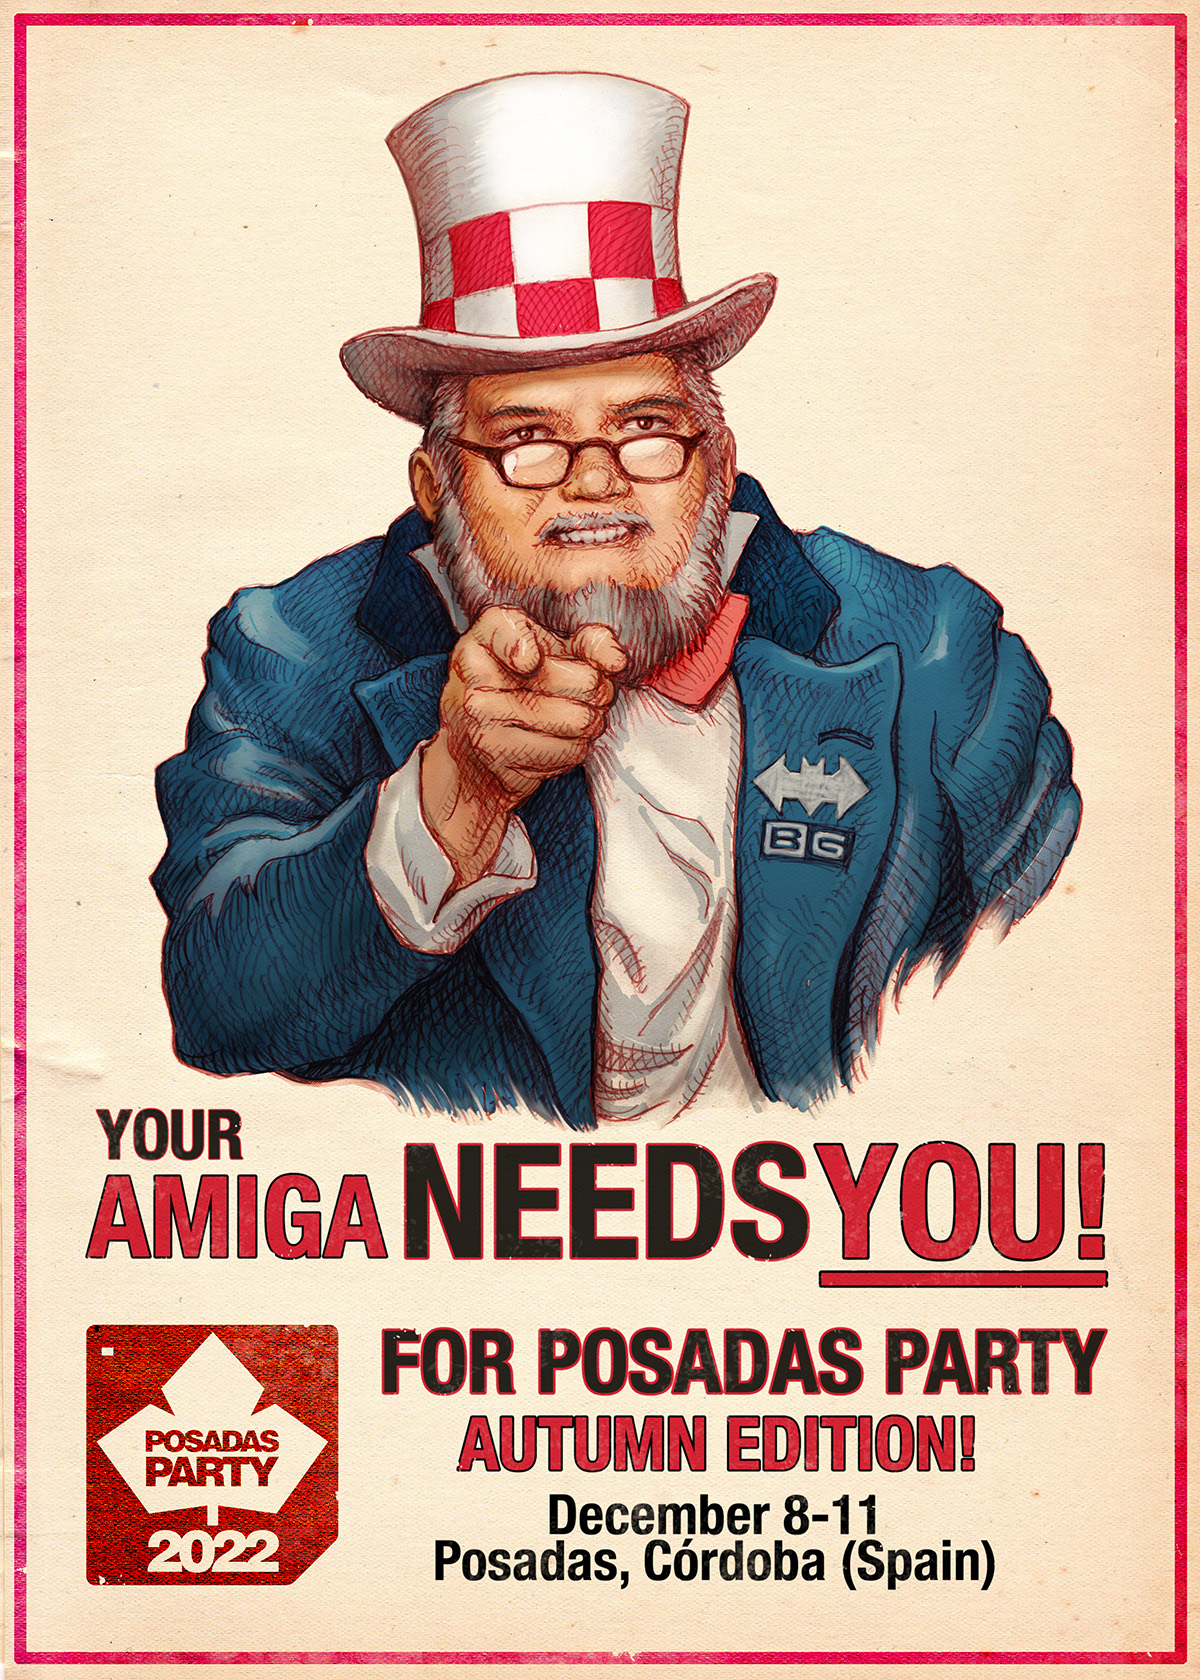 BG
YOUR
AMIGA NEEDS YOU!
FOR POSADAS PARTY
AUTUMN EDITION!
December 8-11
Posadas, Córdoba (Spain)
POSADAS
PARTY
2022